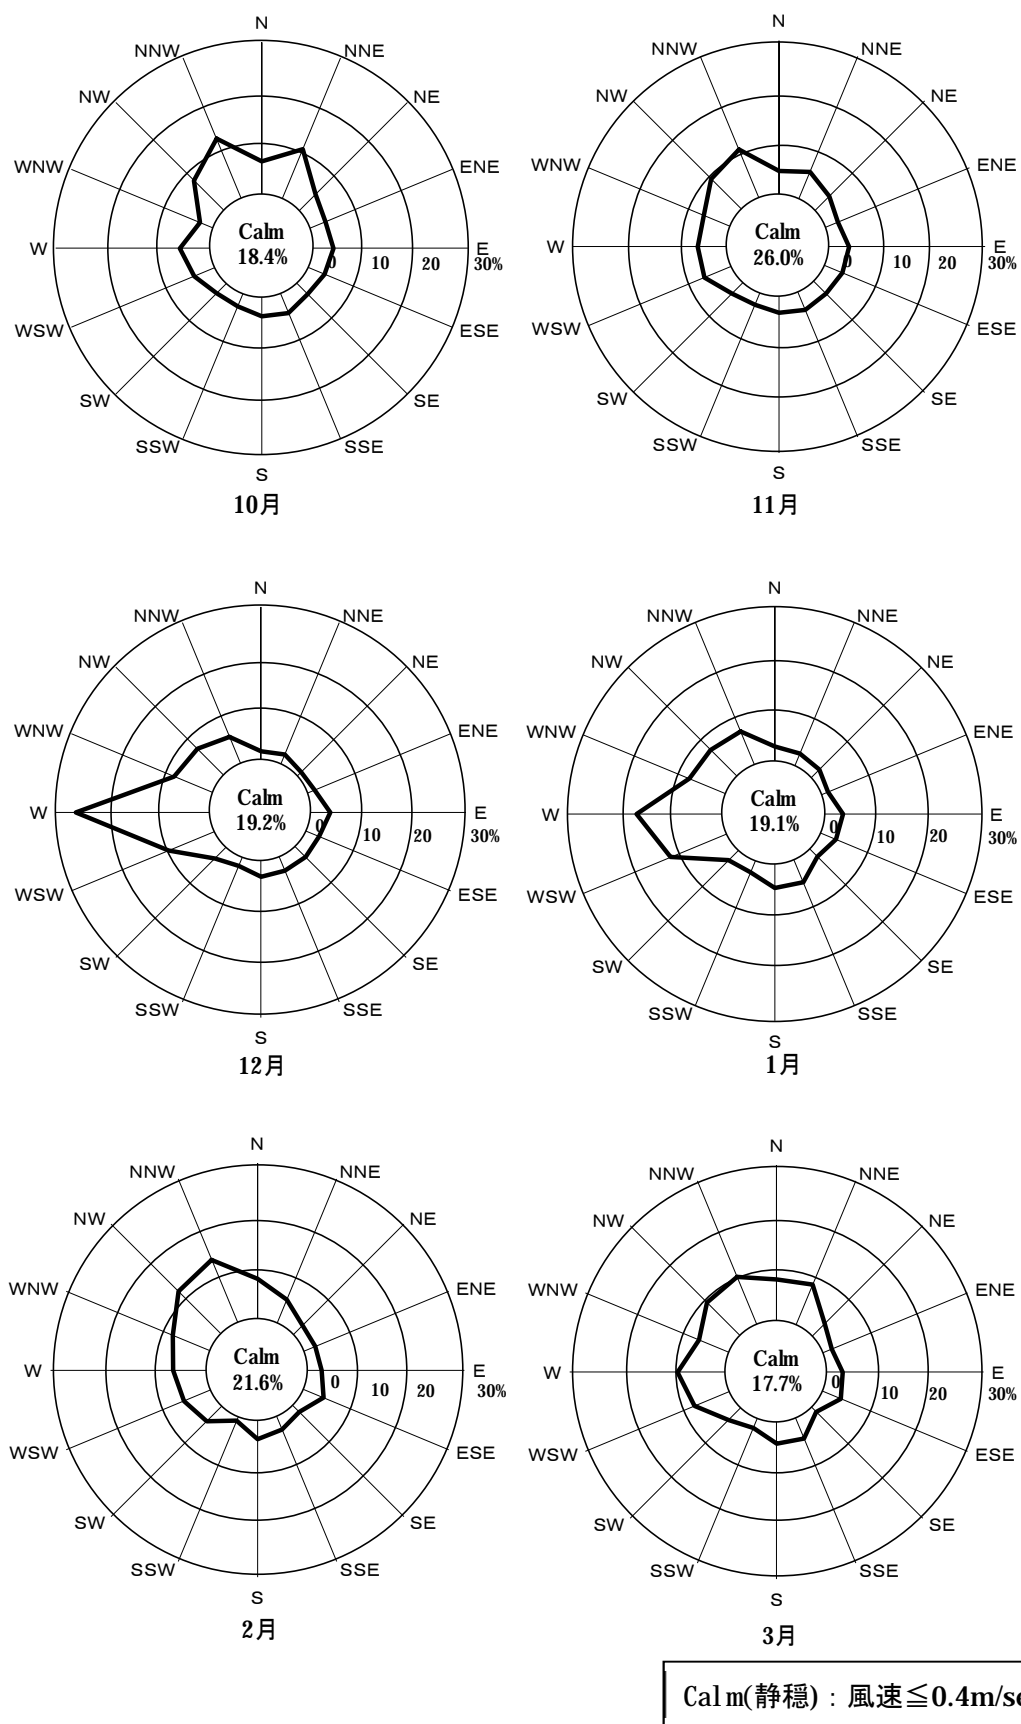 N
NNW NNE
NW NE
WNW ENE
Calm
18.4%
W 0 10 20 E
30%
WSW ESE
SW SE
SSW SSE
S
10月
N
NNW NNE
NW NE
WNW ENE
Calm
26.0%
W 0 10 20 E
30%
WSW ESE
SW SE
SSW SSE
S
11月
N
NNW NNE
NW NE
WNW ENE
Calm
19.2%
W 0 10 20 E
30%
WSW ESE
SW SE
SSW SSE
S
12月
N
NNW NNE
NW NE
WNW ENE
Calm
19.1%
W 0 10 20 E
30%
WSW ESE
SW SE
SSW SSE
S
1月
N
NNW NNE
NW NE
WNW ENE
Calm
21.6%
W 0 10 20 E
30%
WSW ESE
SW SE
SSW SSE
S
2月
N
NNW NNE
NW NE
WNW ENE
Calm
17.7%
W 0 10 20 E
30%
WSW ESE
SW SE
SSW SSE
S
3月
Calm(静穏)：風速≦0.4m/se